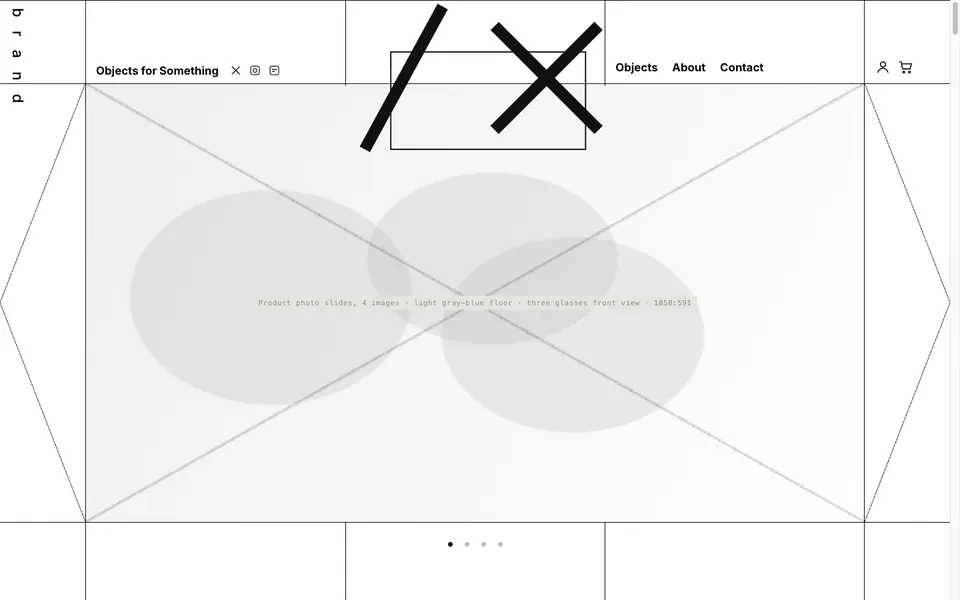 brand
Objects for Something
Objects About Contact
Product photo slides, 4 images · light gray-blue floor · three glasses front view · 1050:591